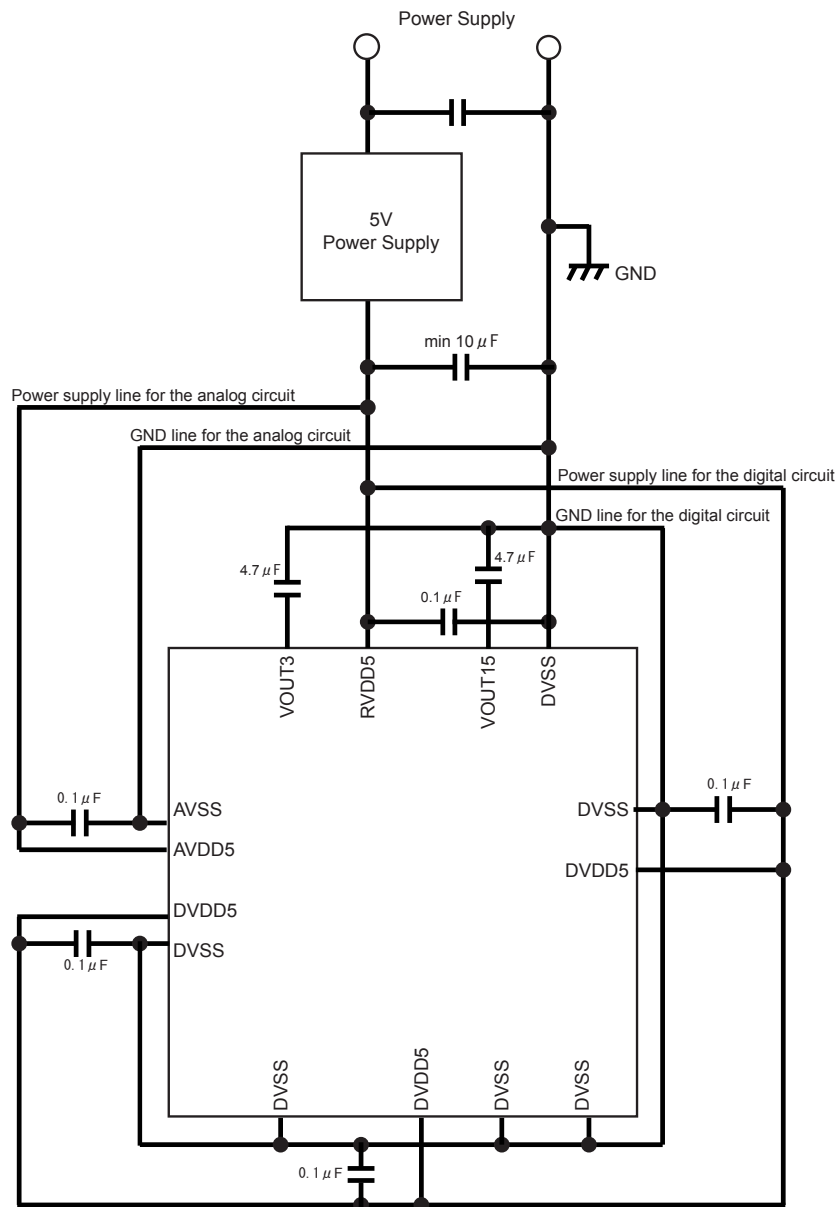 Power Supply
5V
Power Supply
GND
min 10 μF
Power supply line for the analog circuit
GND line for the analog circuit
Power supply line for the digital circuit
GND line for the digital circuit
4.7 μF
4.7 μF
0.1 μF
VOUT3
RVDD5
VOUT15
DVSS
0.1 μF
AVSS
AVDD5
DVSS
0.1 μF
DVDD5
DVDD5
DVSS
0.1 μF
DVSS
DVDD5
DVSS
DVSS
0.1 μF